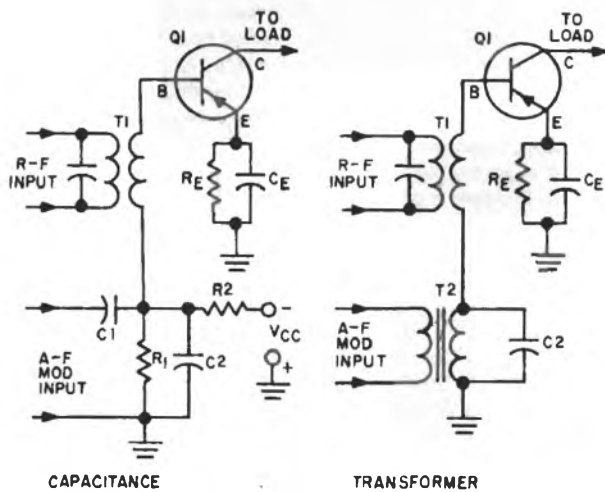 TO
LOAD
Q1
C
B
E
T1
R-F
INPUT
RE
CE
R2
C1
VCC
-
+
A-F
MOD
INPUT
R1
C2
CAPACITANCE
TO
LOAD
Q1
C
B
E
T1
R-F
INPUT
RE
CE
T2
A-F
MOD
INPUT
C2
TRANSFORMER